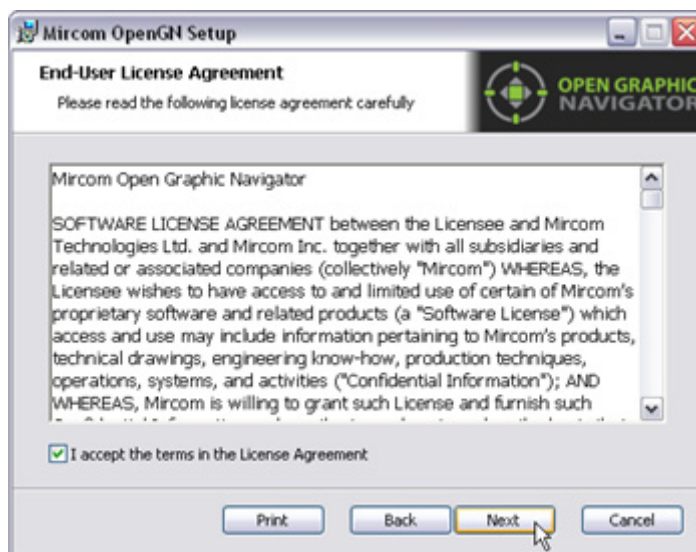 Mircom OpenGN Setup
End-User License Agreement
Please read the following license agreement carefully
OPEN GRAPHIC
NAVIGATOR
Mircom Open Graphic Navigator
SOFTWARE LICENSE AGREEMENT between the Licensee and Mircom
Technologies Ltd. and Mircom Inc. together with all subsidiaries and
related or associated companies (collectively "Mircom") WHEREAS, the
Licensee wishes to have access to and limited use of certain of Mircom's
proprietary software and related products (a "Software License") which
access and use may include information pertaining to Mircom's products,
technical drawings, engineering know-how, production techniques,
operations, systems, and activities ("Confidential Information"); AND
WHEREAS, Mircom is willing to grant such License and furnish such
I accept the terms in the License Agreement
Print Back Next Cancel